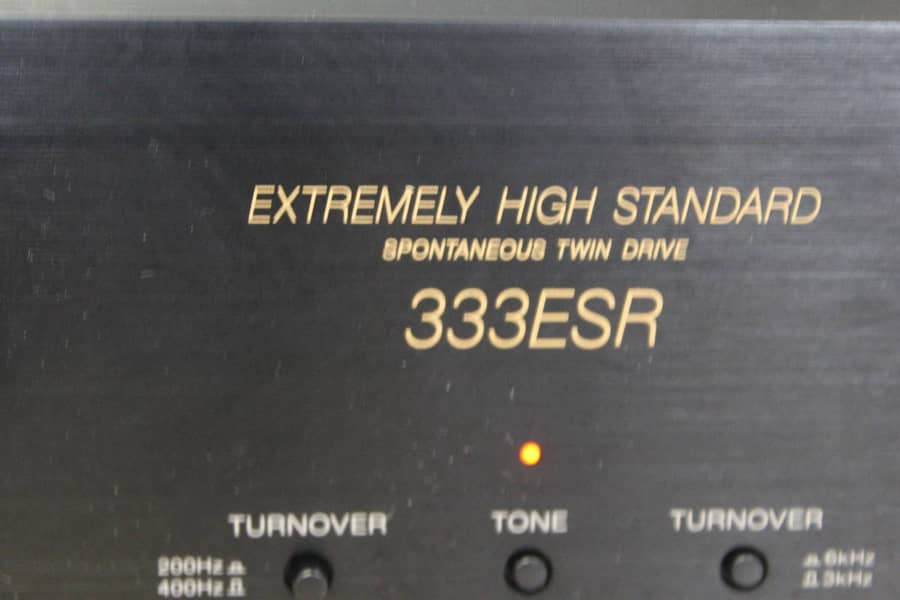 EXTREMELY HIGH STANDARD
SPONTANEOUS TWIN DRIVE
333ESR
TURNOVER TONE TURNOVER
200Hz 6kHz
400Hz 3kHz